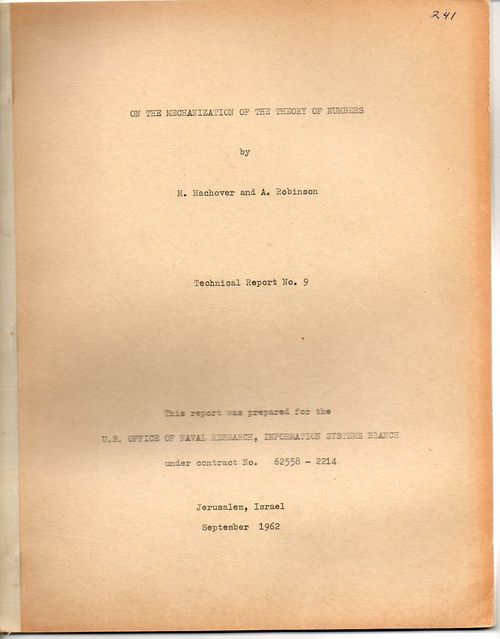 241
ON THE MECHANIZATION OF THE THEORY OF NUMBERS
by
M. Machover and A. Robinson
Technical Report No. 9
This report was prepared for the
U.S. OFFICE OF NAVAL RESEARCH, INFORMATION SYSTEMS BRANCH
under contract No. 62558 - 2214
Jerusalem, Israel
September 1962